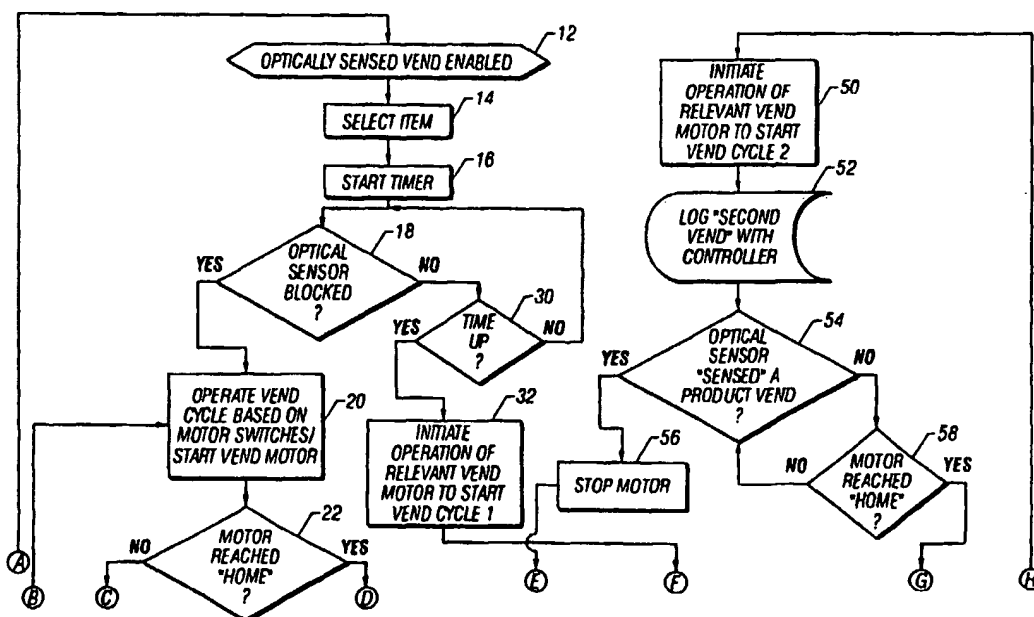 12
OPTICALLY SENSED VEND ENABLED
14
SELECT ITEM
16
START TIMER
18
OPTICAL
SENSOR
BLOCKED
?
YES
NO
30
TIME
UP
?
YES
NO
20
OPERATE VEND
CYCLE BASED ON
MOTOR SWITCHES/
START VEND MOTOR
32
INITIATE
OPERATION OF
RELEVANT VEND
MOTOR TO START
VEND CYCLE 1
22
MOTOR
REACHED
"HOME"
?
NO
YES
50
INITIATE
OPERATION OF
RELEVANT VEND
MOTOR TO START
VEND CYCLE 2
52
LOG "SECOND
VEND" WITH
CONTROLLER
54
OPTICAL
SENSOR
"SENSED" A
PRODUCT VEND
?
YES
NO
56
STOP MOTOR
58
MOTOR
REACHED
"HOME"
?
NO
YES
A
B
C
D
E
F
G
H